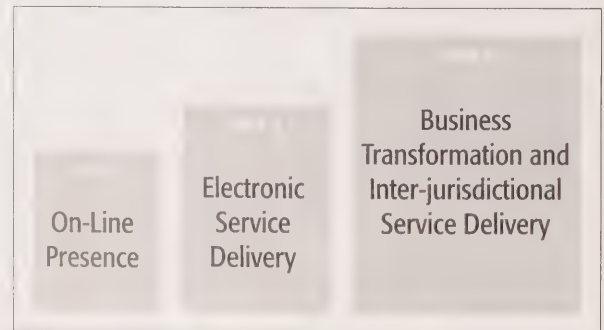 On-Line
Presence
Electronic
Service
Delivery
Business
Transformation and
Inter-jurisdictional
Service Delivery